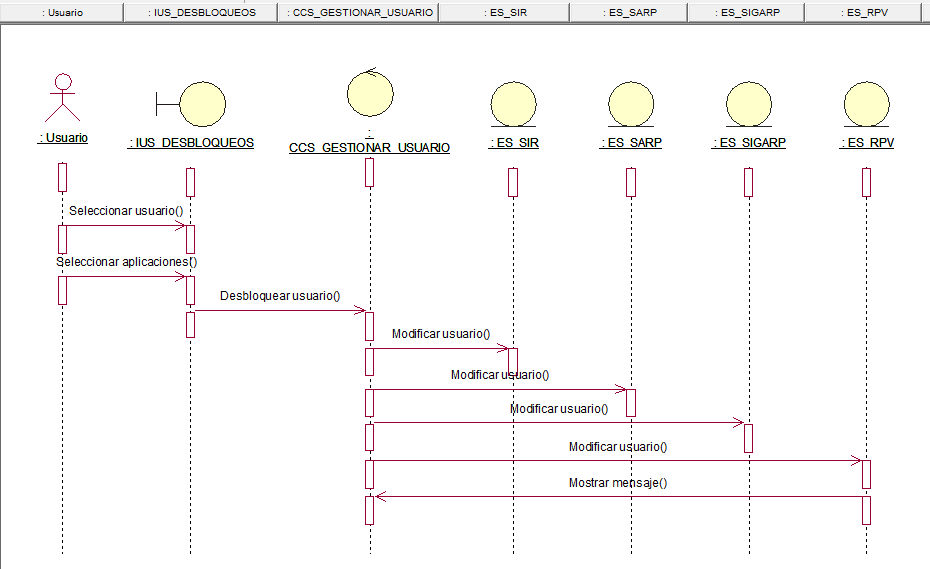 : Usuario
: IUS_DESBLOQUEOS
: CCS_GESTIONAR_USUARIO
: ES_SIR
: ES_SARP
: ES_SIGARP
: ES_RPV
: Usuario
: IUS_DESBLOQUEOS
:
CCS_GESTIONAR_USUARIO
: ES_SIR
: ES_SARP
: ES_SIGARP
: ES_RPV
Seleccionar usuario()
Seleccionar aplicaciones()
Desbloquear usuario()
Modificar usuario()
Modificar usuario()
Modificar usuario()
Modificar usuario()
Mostrar mensaje()